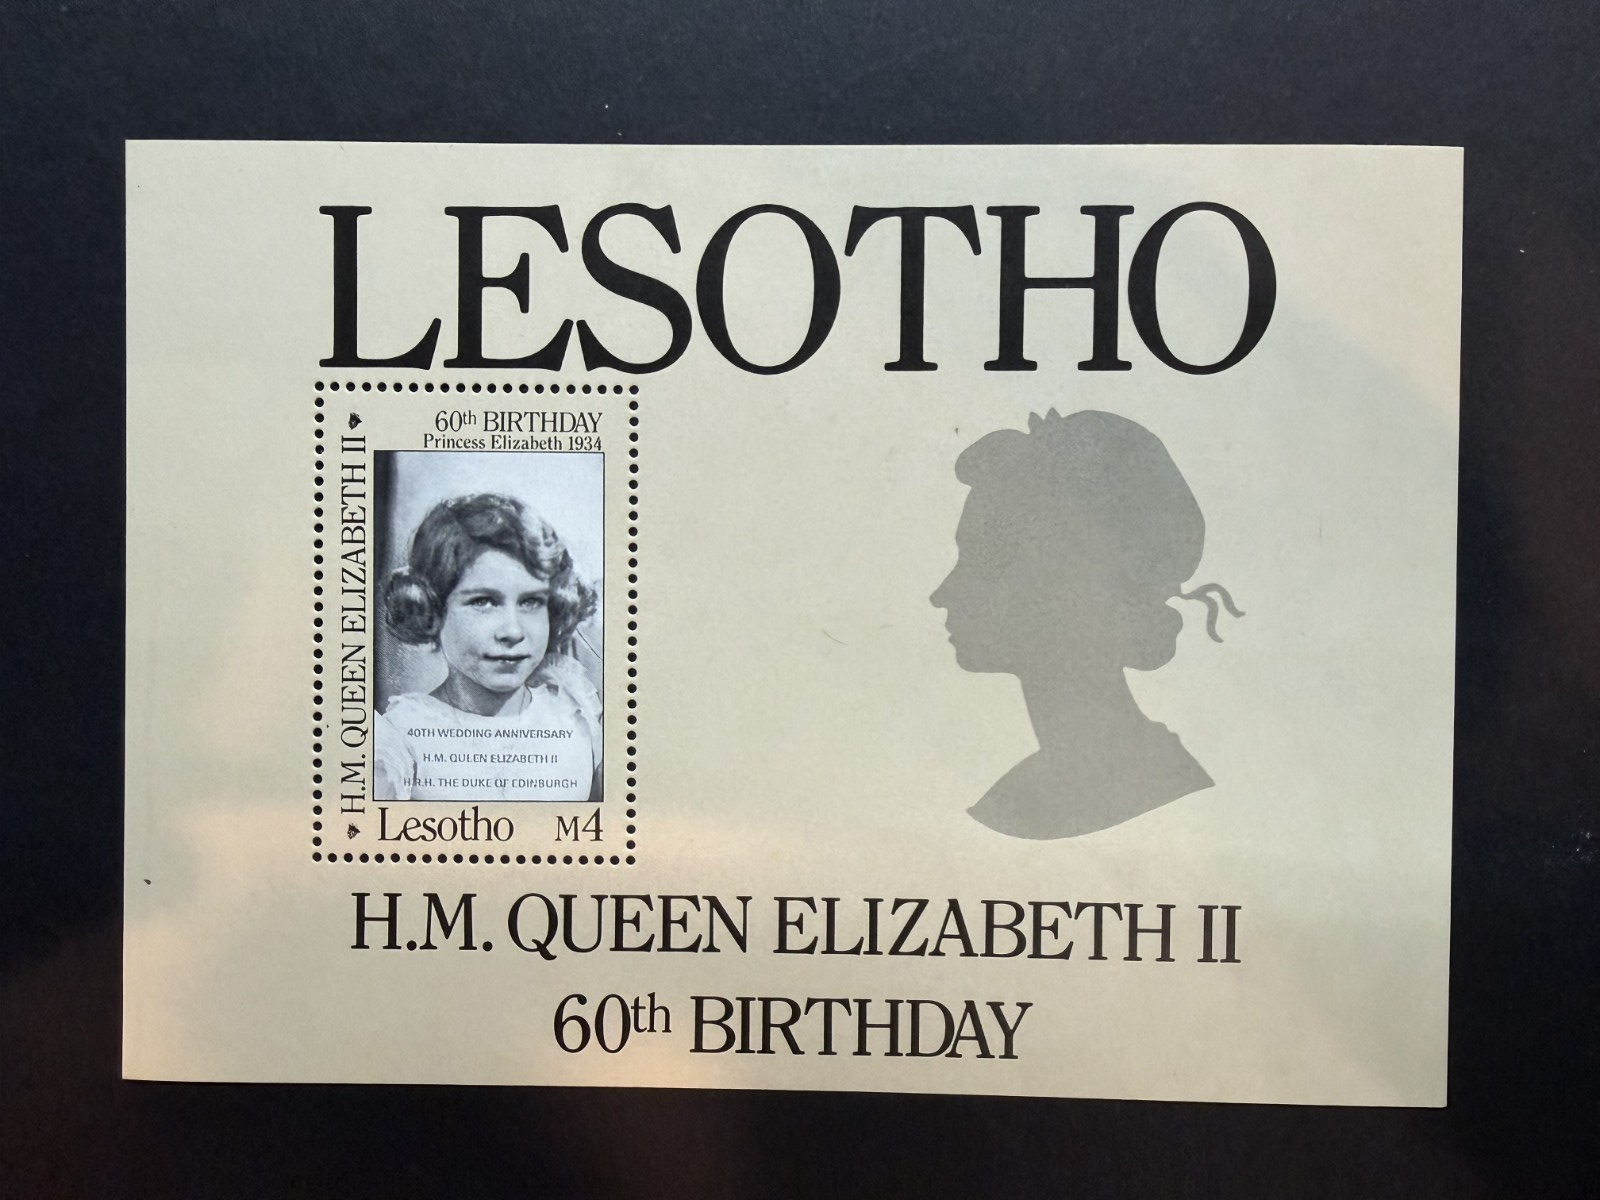 LESOTHO
60th BIRTHDAY
Princess Elizabeth 1934
H.M. QUEEN ELIZABETH II
40TH WEDDING ANNIVERSARY
H.M. QUEEN ELIZABETH II
H.R.H. THE DUKE OF EDINBURGH
Lesotho M4
H.M. QUEEN ELIZABETH II
60th BIRTHDAY